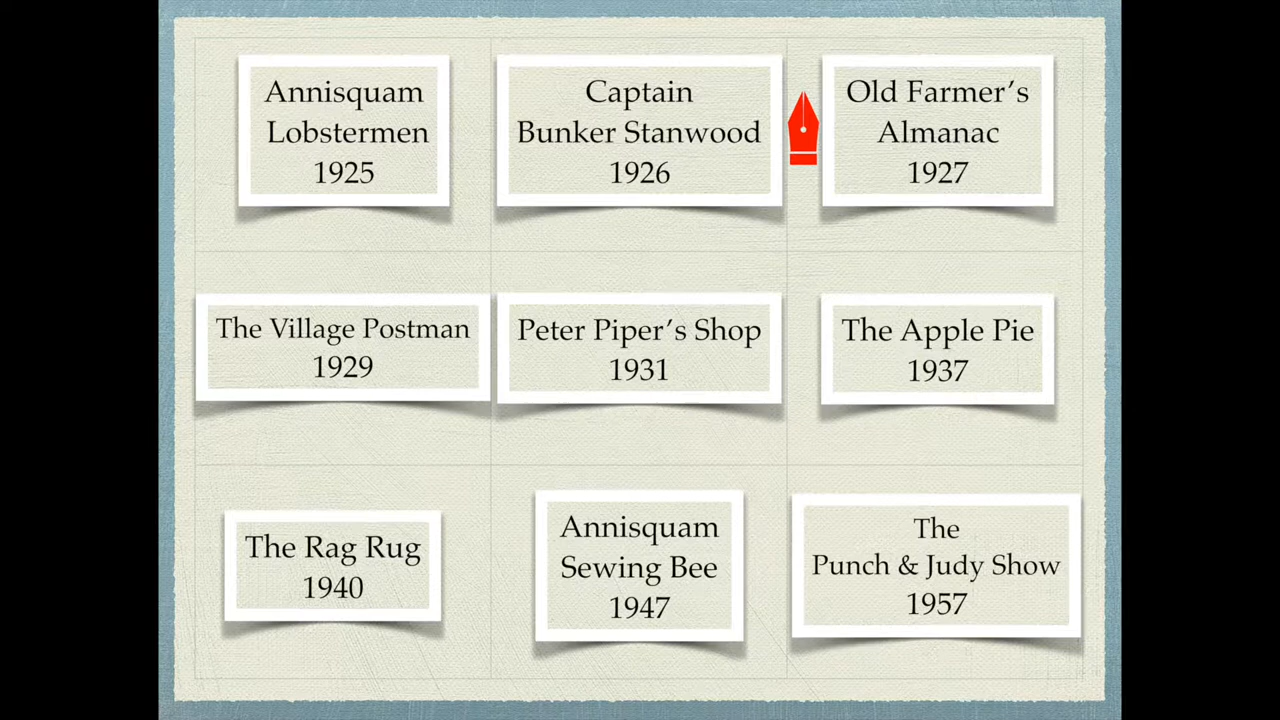 Annisquam
Lobstermen
1925
Captain
Bunker Stanwood
1926
Old Farmer’s
Almanac
1927
The Village Postman
1929
Peter Piper’s Shop
1931
The Apple Pie
1937
The Rag Rug
1940
Annisquam
Sewing Bee
1947
The
Punch & Judy Show
1957